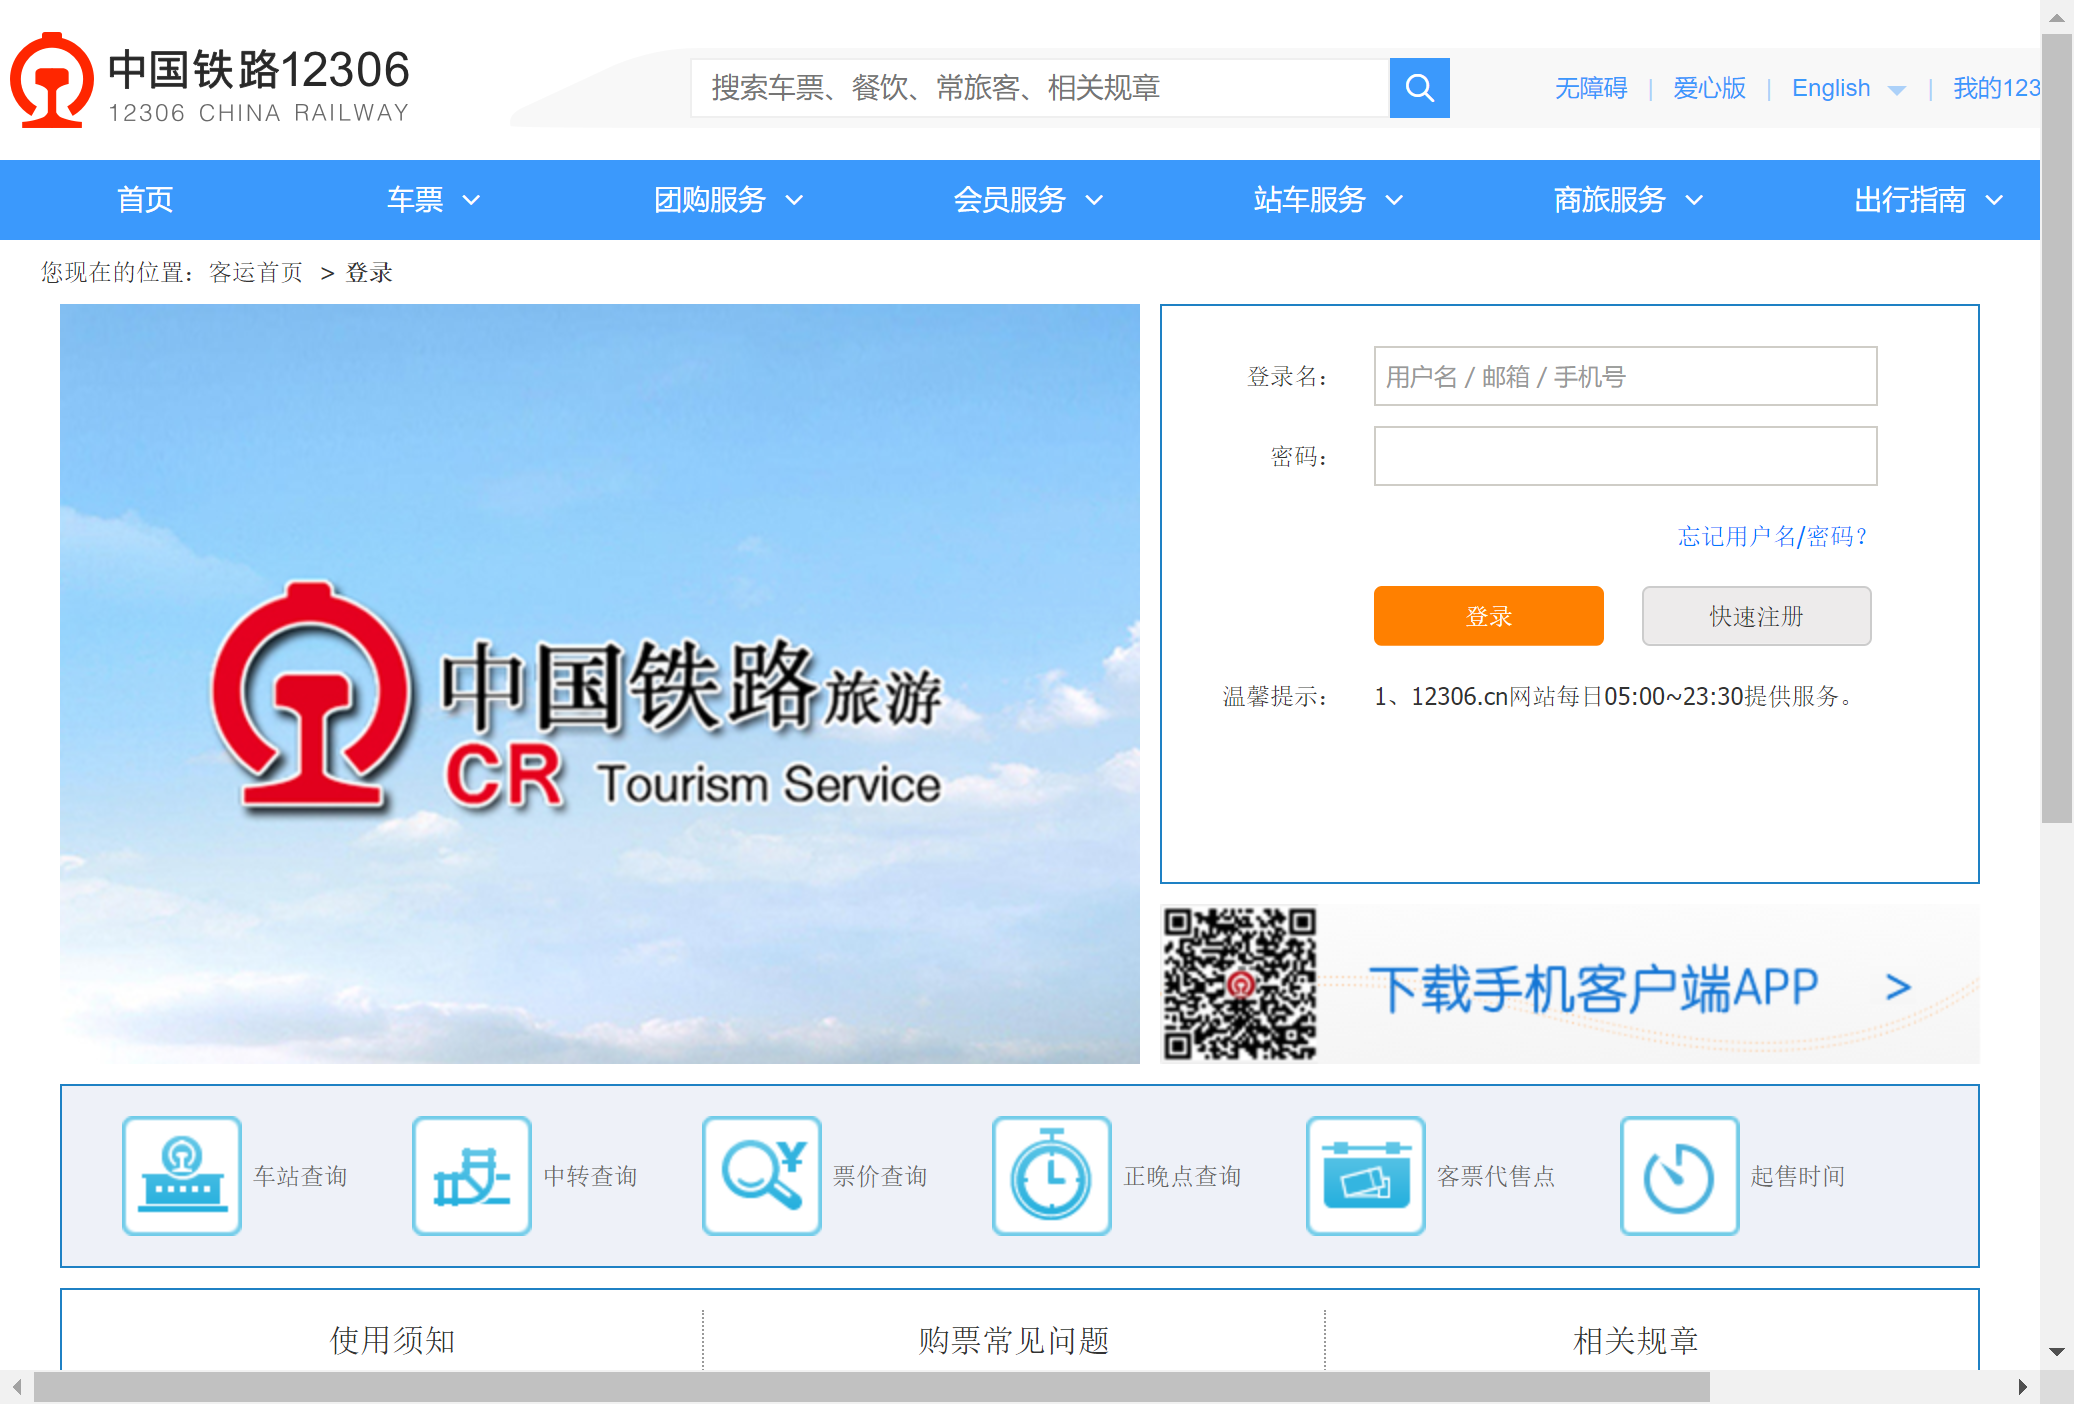 中国铁路12306
12306 CHINA RAILWAY
搜索车票、餐饮、常旅客、相关规章
无障碍 | 爱心版 | English | 我的123
首页 车票 团购服务 会员服务 站车服务 商旅服务 出行指南
您现在的位置：客运首页 > 登录
中国铁路旅游
CR Tourism Service
登录名： 用户名 / 邮箱 / 手机号
密码：
忘记用户名/密码？
登录 快速注册
温馨提示： 1、12306.cn网站每日05:00~23:30提供服务。
下载手机客户端APP >
车站查询 中转查询 票价查询 正晚点查询 客票代售点 起售时间
使用须知 购票常见问题 相关规章